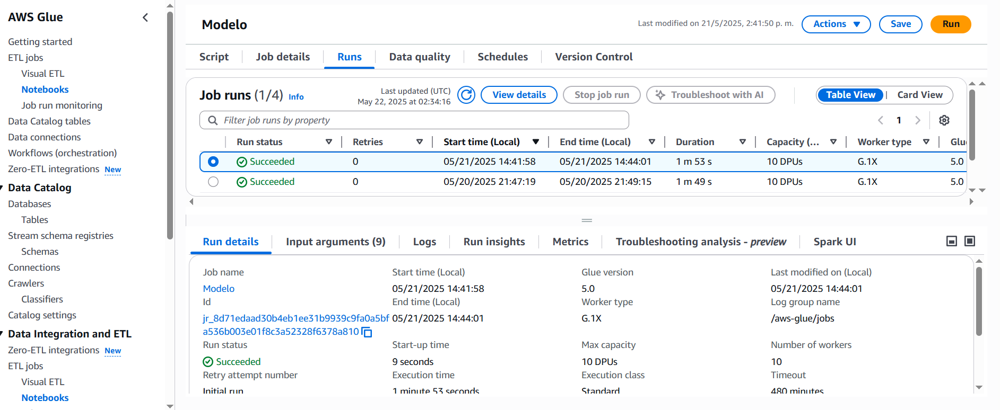 AWS Glue
Getting started
ETL jobs
Visual ETL
Notebooks
Job run monitoring
Data Catalog tables
Data connections
Workflows (orchestration)
Zero-ETL integrations New
Data Catalog
Databases
Tables
Stream schema registries
Schemas
Connections
Crawlers
Classifiers
Catalog settings
Data Integration and ETL
Zero-ETL integrations New
ETL jobs
Visual ETL
Notebooks
Modelo
Last modified on 21/5/2025, 2:41:50 p. m. Actions Save Run
Script Job details Runs Data quality Schedules Version Control
Job runs (1/4) Info
Last updated (UTC)
May 22, 2025 at 02:34:16
View details Stop job run Troubleshoot with AI Table View Card View
Filter job runs by property 1
Run status Retries Start time (Local) End time (Local) Duration Capacity (... Worker type Glu
Succeeded 0 05/21/2025 14:41:58 05/21/2025 14:44:01 1 m 53 s 10 DPUs G.1X 5.0
Succeeded 0 05/20/2025 21:47:19 05/20/2025 21:49:15 1 m 49 s 10 DPUs G.1X 5.0
Run details Input arguments (9) Logs Run insights Metrics Troubleshooting analysis - preview Spark UI
Job name Start time (Local) Glue version Last modified on (Local)
Modelo 05/21/2025 14:41:58 5.0 05/21/2025 14:44:01
Id End time (Local) Worker type Log group name
jr_8d71edaad30b4eb1ee31b9939c9fa0a5bf 05/21/2025 14:44:01 G.1X /aws-glue/jobs
a536b003e01f8c3a52328f6378a810
Run status Start-up time Max capacity Number of workers
Succeeded 9 seconds 10 DPUs 10
Retry attempt number Execution time Execution class Timeout
Initial run 1 minute 53 seconds Standard 480 minutes